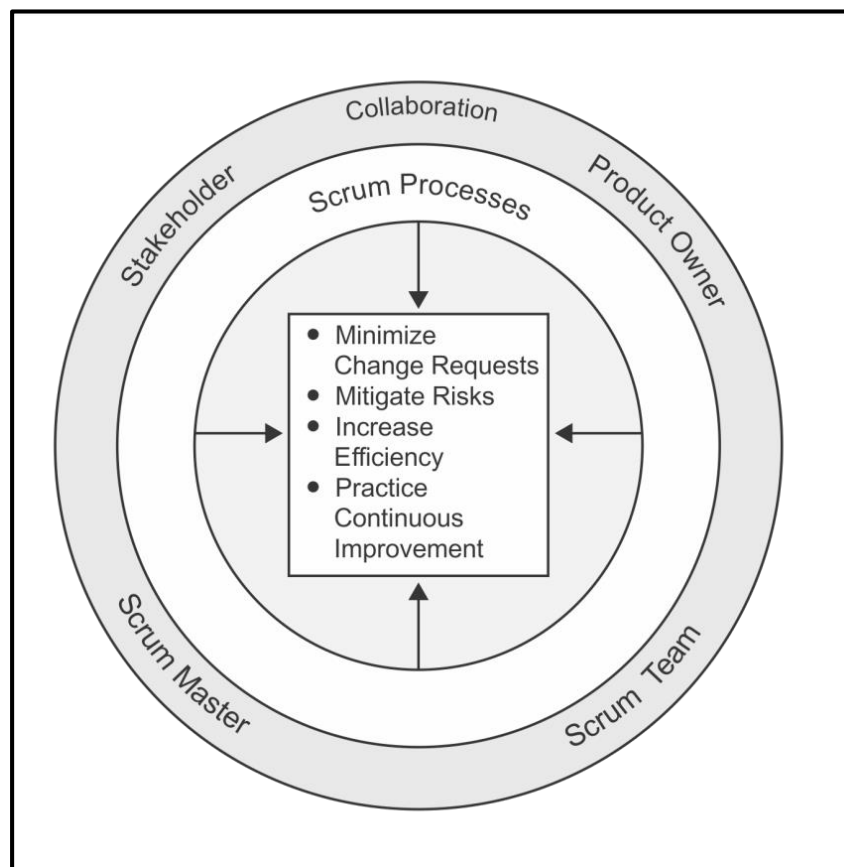 Collaboration
Stakeholder
Product Owner
Scrum Processes
● Minimize
Change Requests
● Mitigate Risks
● Increase
Efficiency
● Practice
Continuous
Improvement
Scrum Master
Scrum Team